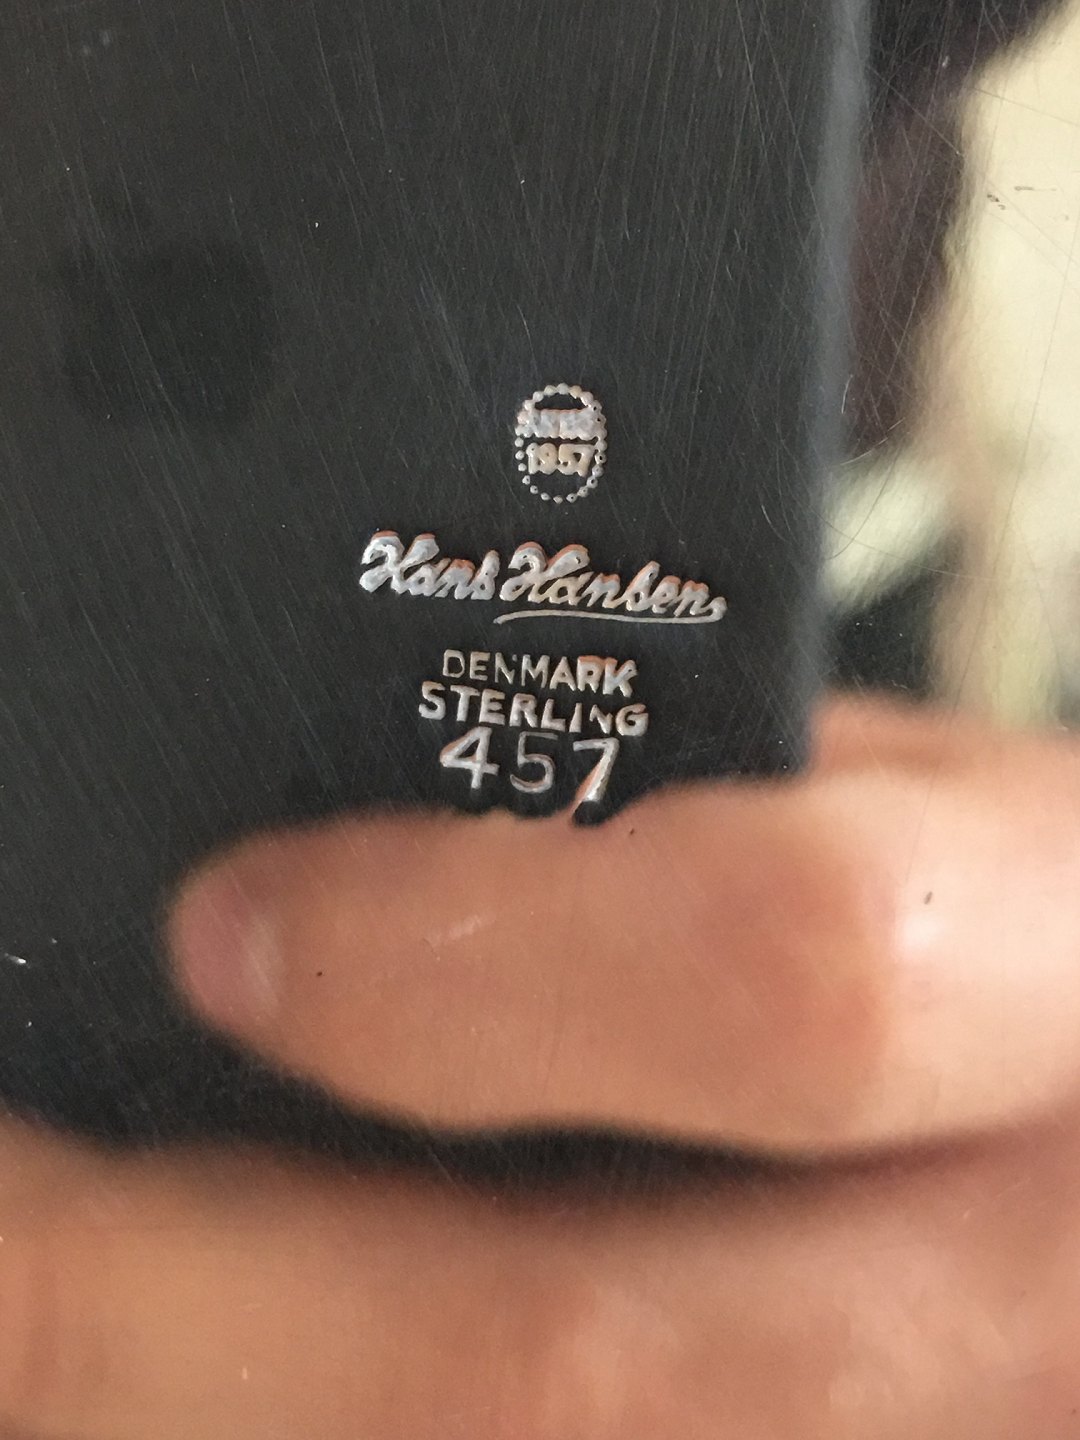 1957
Hans Hansen
DENMARK
STERLING
457